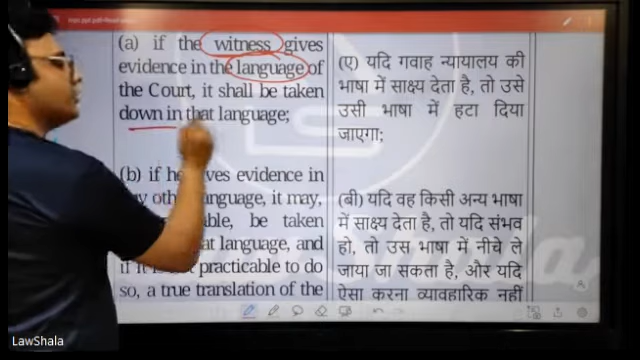 (a) if the witness gives
evidence in the language of
the Court, it shall be taken
down in that language;
(b) if he gives evidence in
other language, it may,
be taken
language, and
if practicable to do
so, a true translation of the
(ए) यदि गवाह न्यायालय की
भाषा में साक्ष्य देता है, तो उसे
उसी भाषा में हटा दिया
जाएगा;
(बी) यदि वह किसी अन्य भाषा
में साक्ष्य देता है, तो यदि संभव
हो, तो उस भाषा में नीचे ले
जाया जा सकता है, और यदि
ऐसा करना व्यावहारिक नहीं
LawShala